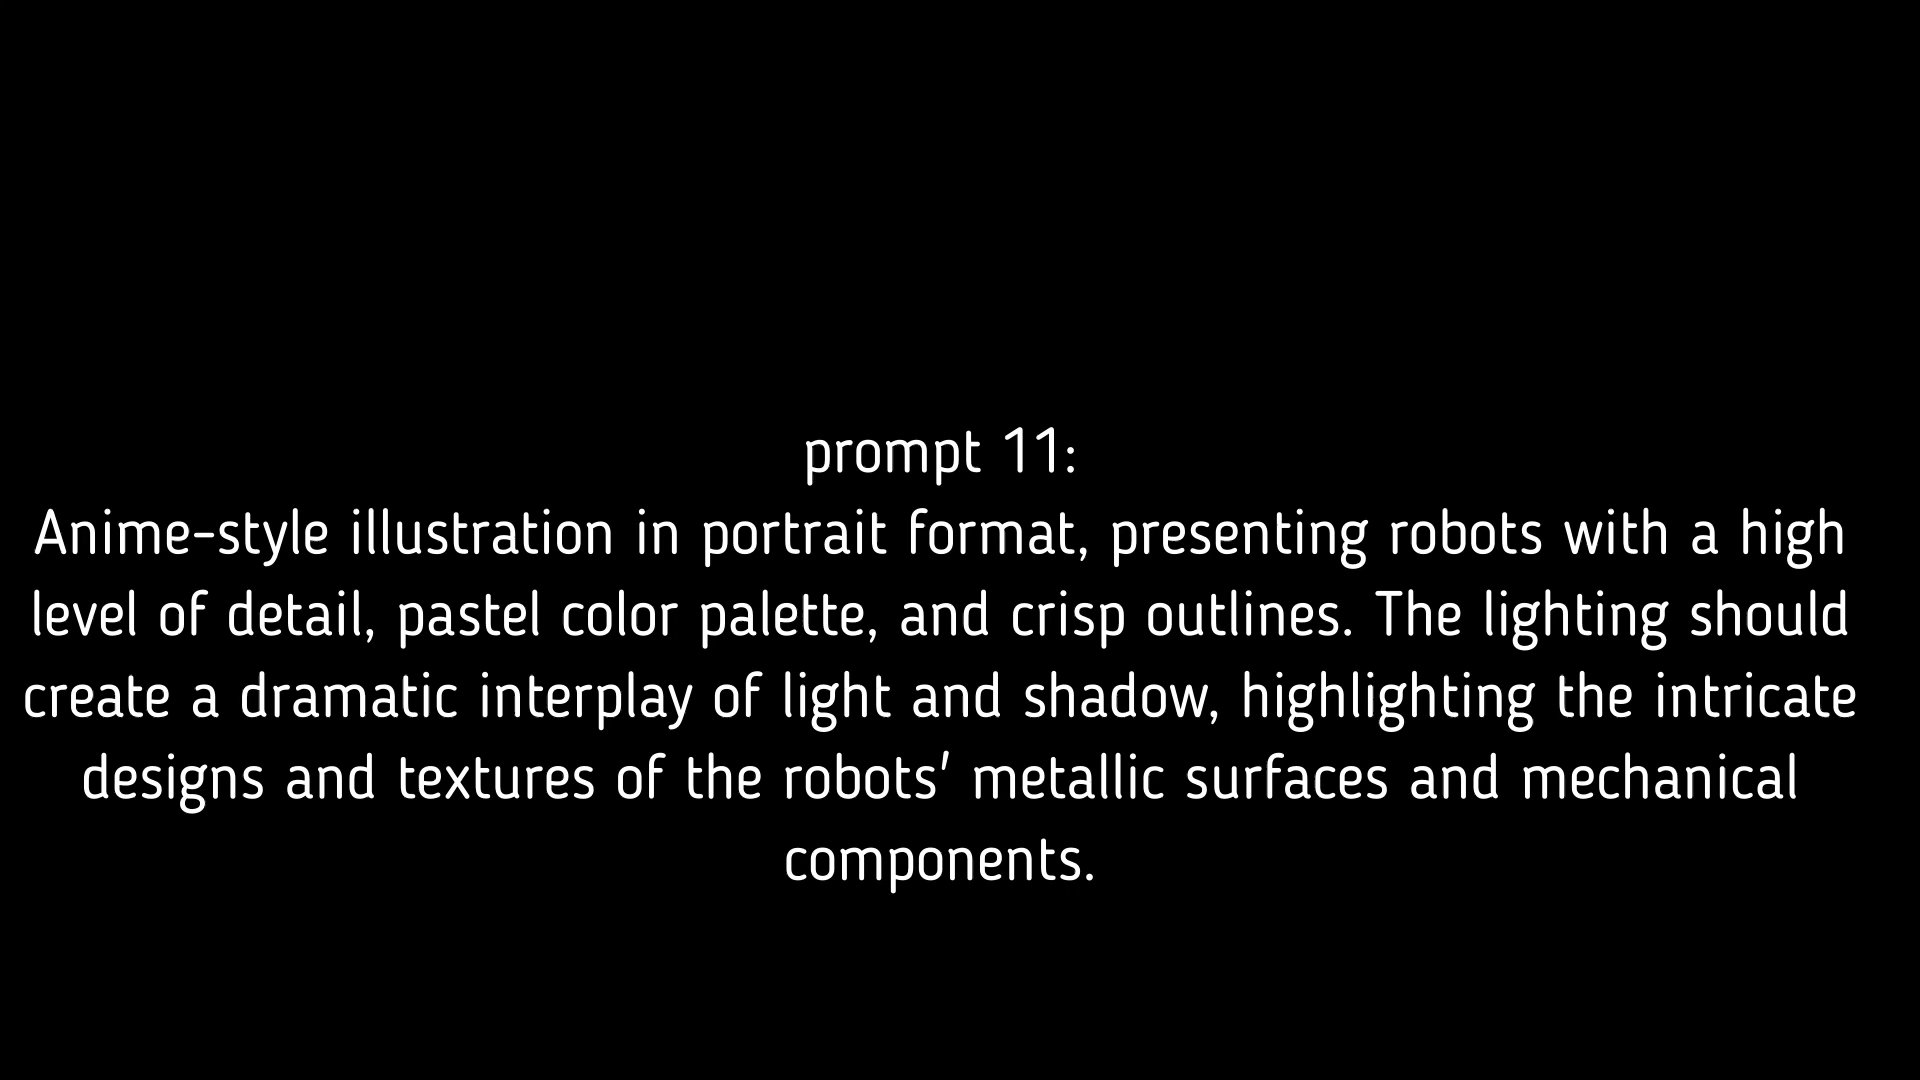 prompt 11:
Anime-style illustration in portrait format, presenting robots with a high
level of detail, pastel color palette, and crisp outlines. The lighting should
create a dramatic interplay of light and shadow, highlighting the intricate
designs and textures of the robots' metallic surfaces and mechanical
components.